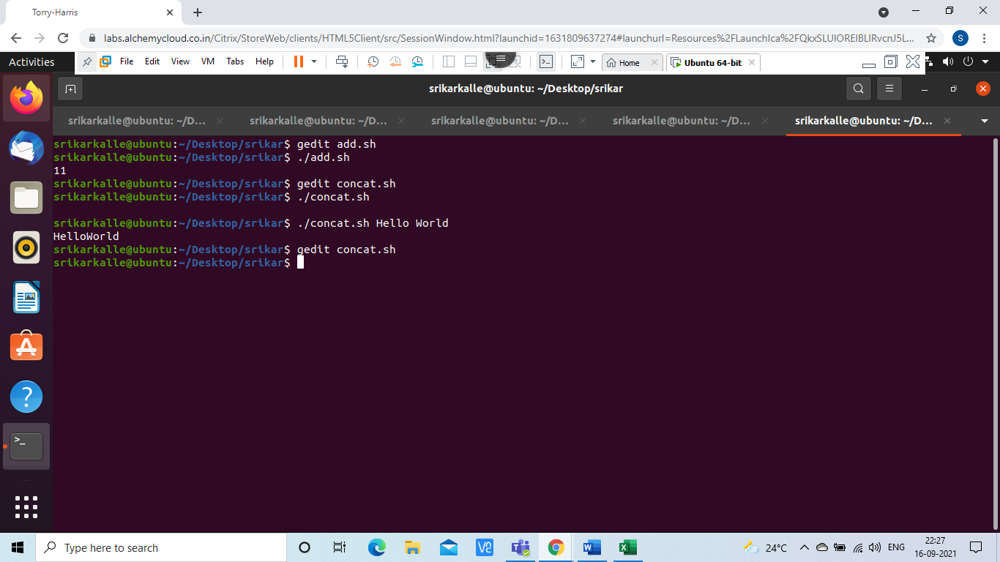 Torry-Harris
labs.alchemycloud.co.in/Citrix/StoreWeb/clients/HTML5Client/src/SessionWindow.html?launchid=1631809637274#launchurl=Resources%2FLaunchIca%2FQkxSLUlORElBLlRvcnJ5L...
S
Activities
File Edit View VM Tabs Help
Home
Ubuntu 64-bit
srikarkalle@ubuntu: ~/Desktop/srikar
srikarkalle@ubuntu: ~/D... srikarkalle@ubuntu: ~/D... srikarkalle@ubuntu: ~/D... srikarkalle@ubuntu: ~/D... srikarkalle@ubuntu: ~/D...
srikarkalle@ubuntu:~/Desktop/srikar$ gedit add.sh
srikarkalle@ubuntu:~/Desktop/srikar$ ./add.sh
11
srikarkalle@ubuntu:~/Desktop/srikar$ gedit concat.sh
srikarkalle@ubuntu:~/Desktop/srikar$ ./concat.sh
srikarkalle@ubuntu:~/Desktop/srikar$ ./concat.sh Hello World
HelloWorld
srikarkalle@ubuntu:~/Desktop/srikar$ gedit concat.sh
srikarkalle@ubuntu:~/Desktop/srikar$
Type here to search
24°C
ENG
22:27
16-09-2021